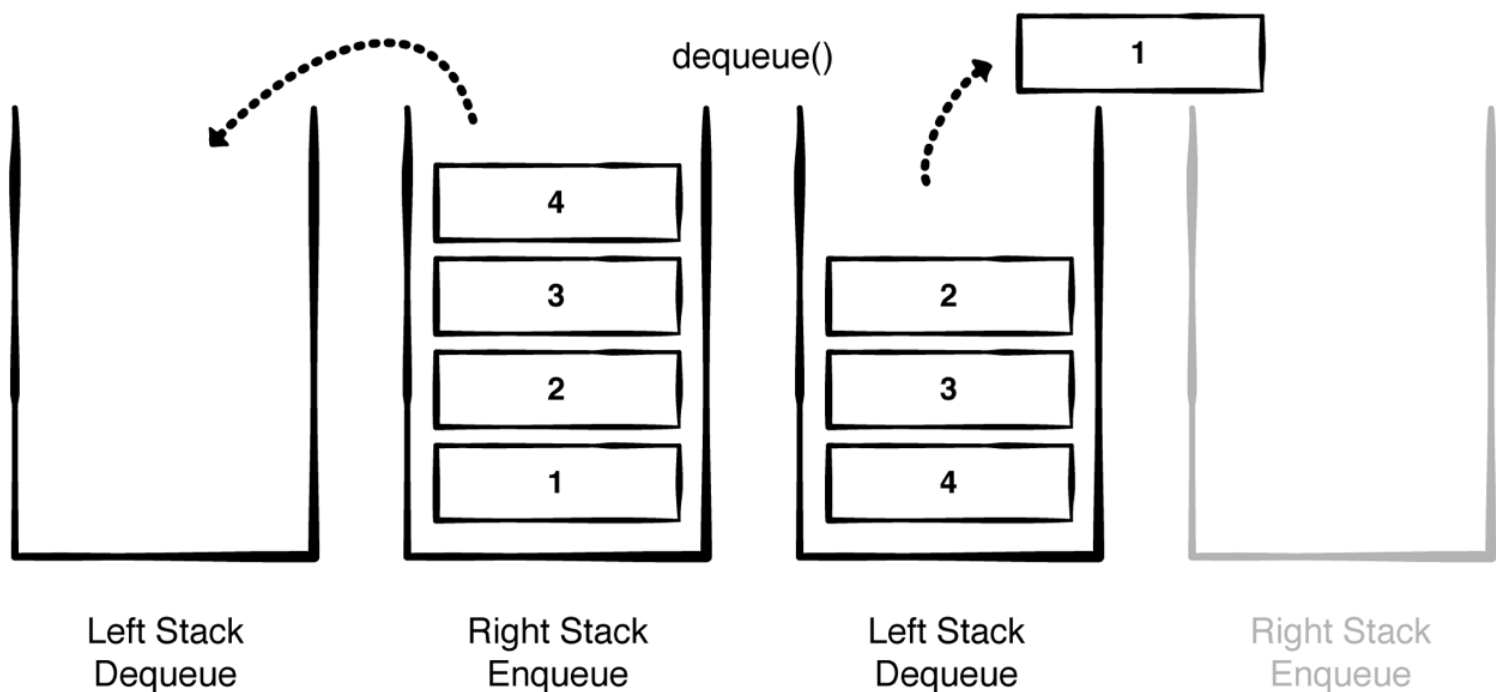 dequeue()
1
4
3
2
1
2
3
4
Left Stack
Dequeue
Right Stack
Enqueue
Left Stack
Dequeue
Right Stack
Enqueue